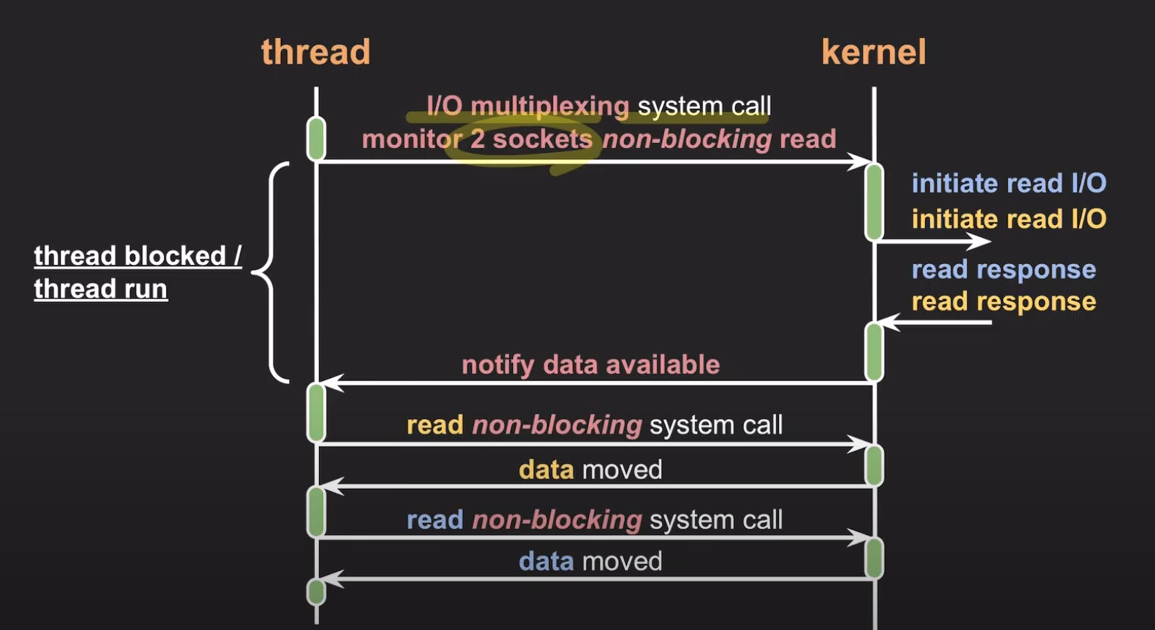 thread
kernel
I/O multiplexing system call
monitor 2 sockets non-blocking read
initiate read I/O
initiate read I/O
thread blocked /
thread run
read response
read response
notify data available
read non-blocking system call
data moved
read non-blocking system call
data moved